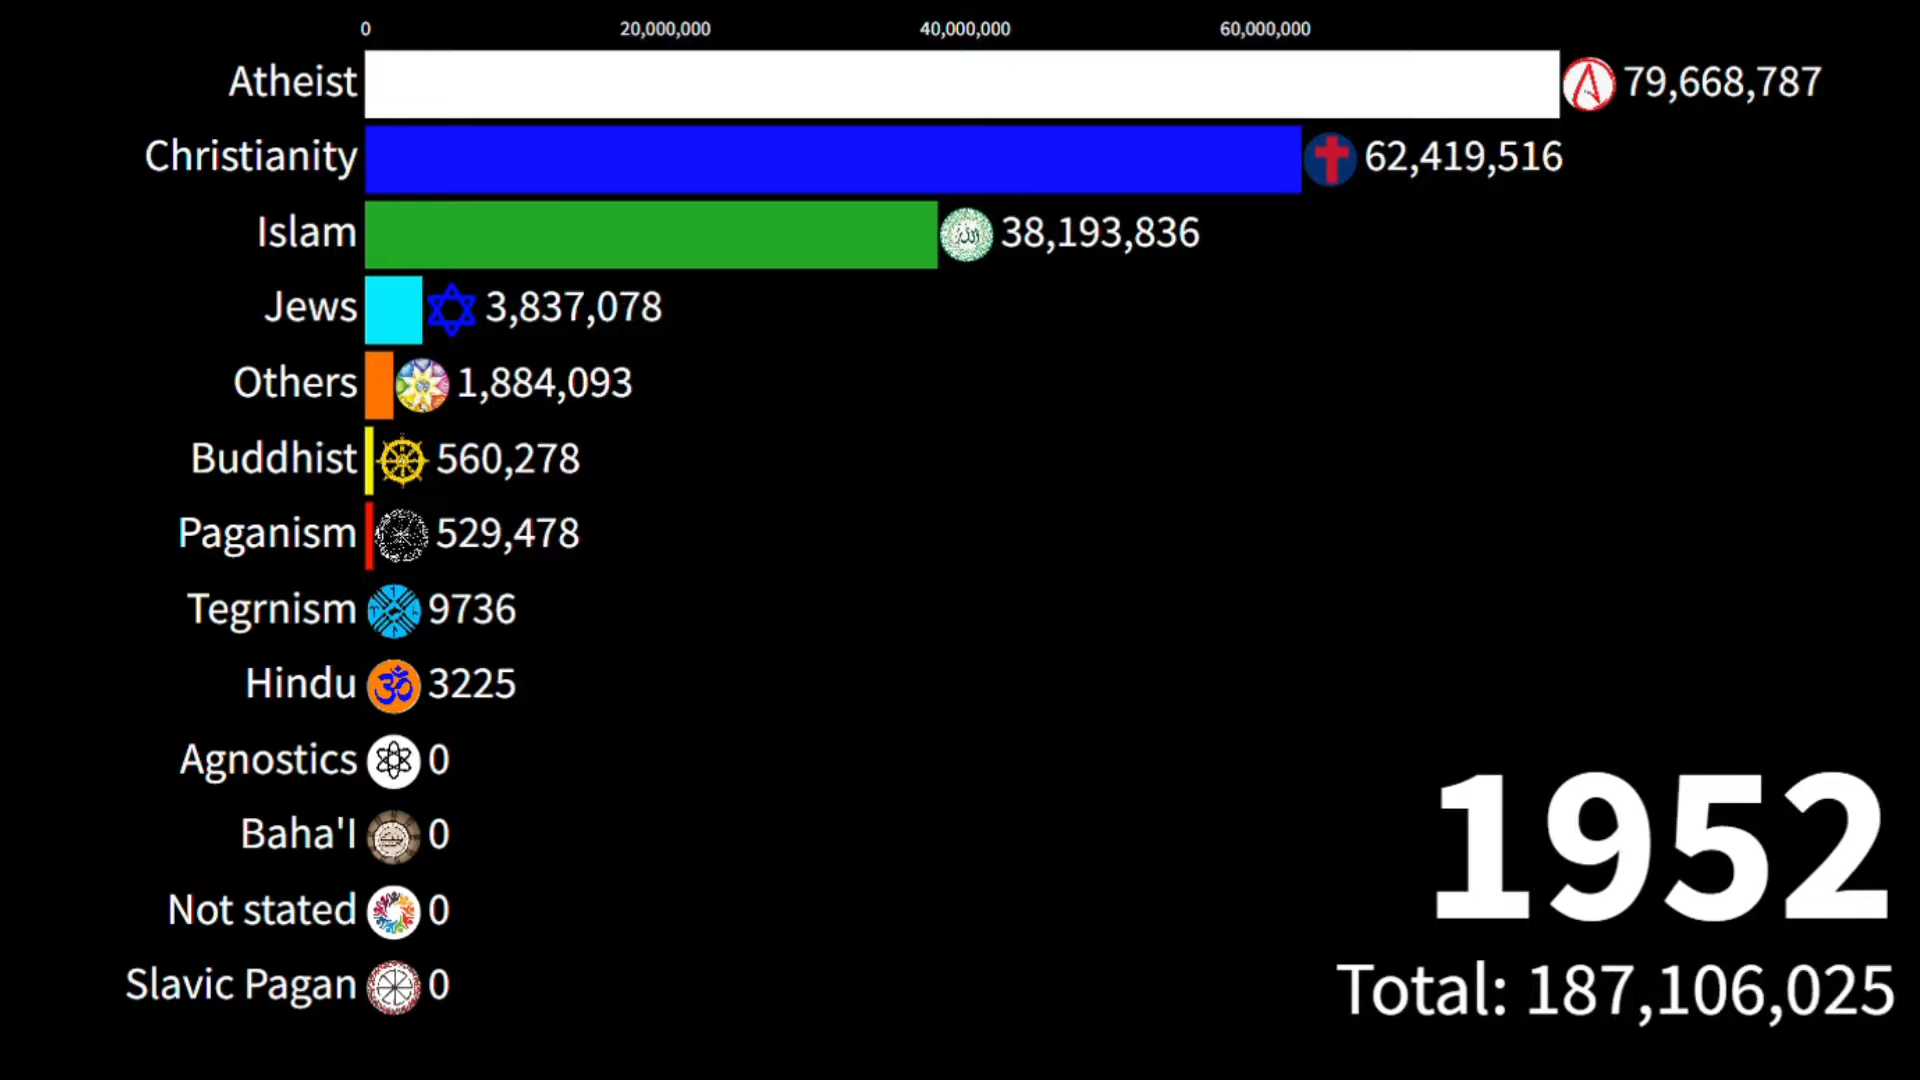 0 20,000,000 40,000,000 60,000,000
Atheist 79,668,787
Christianity 62,419,516
Islam 38,193,836
Jews 3,837,078
Others 1,884,093
Buddhist 560,278
Paganism 529,478
Tegrnism 9736
Hindu 3225
Agnostics 0
Baha'I 0
Not stated 0
Slavic Pagan 0
1952
Total: 187,106,025